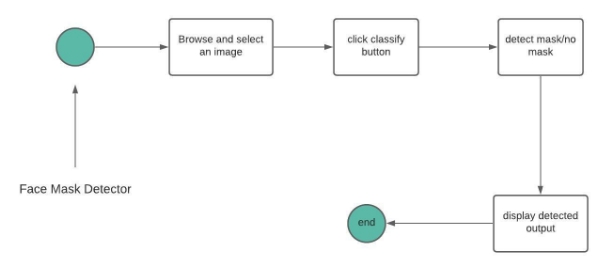 Browse and select
an image
click classify
button
detect mask/no
mask
Face Mask Detector
display detected
output
end